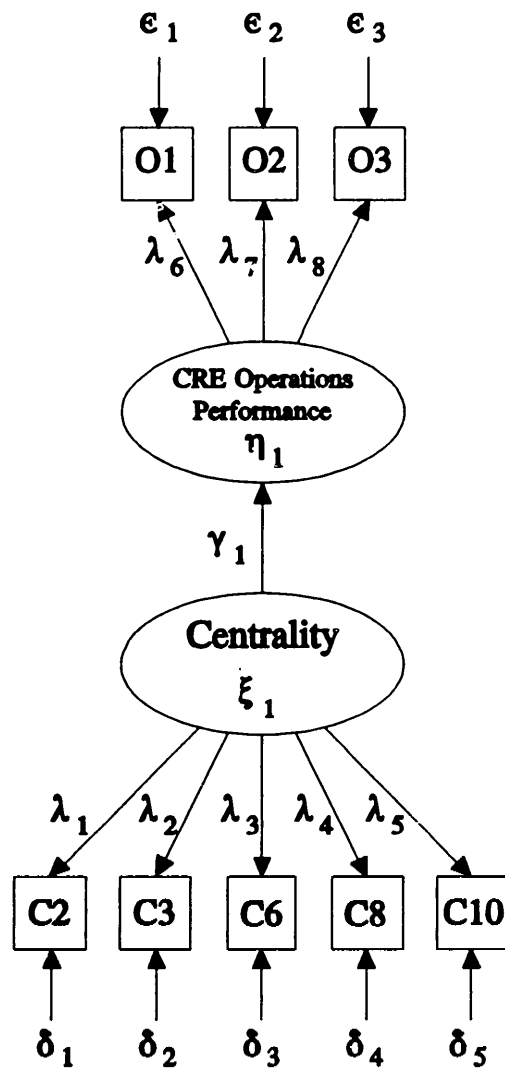 ϵ₁ ϵ₂ ϵ₃
O1 O2 O3
λ₆ λ₇ λ₈
CRE Operations
Performance
η₁
γ₁
Centrality
ξ₁
λ₁ λ₂ λ₃ λ₄ λ₅
C2 C3 C6 C8 C10
δ₁ δ₂ δ₃ δ₄ δ₅